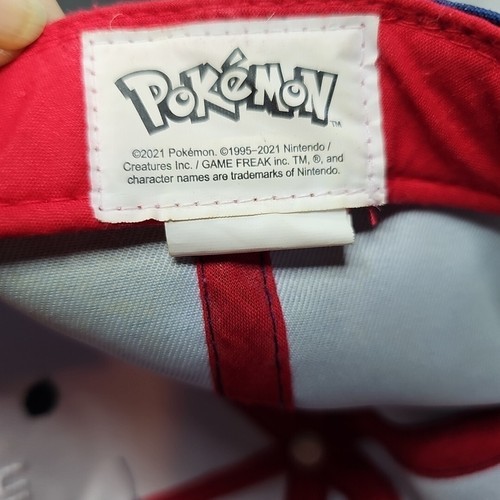 POKéMON
TM
©2021 Pokémon. ©1995–2021 Nintendo /
Creatures Inc. / GAME FREAK inc. TM, ®, and
character names are trademarks of Nintendo.